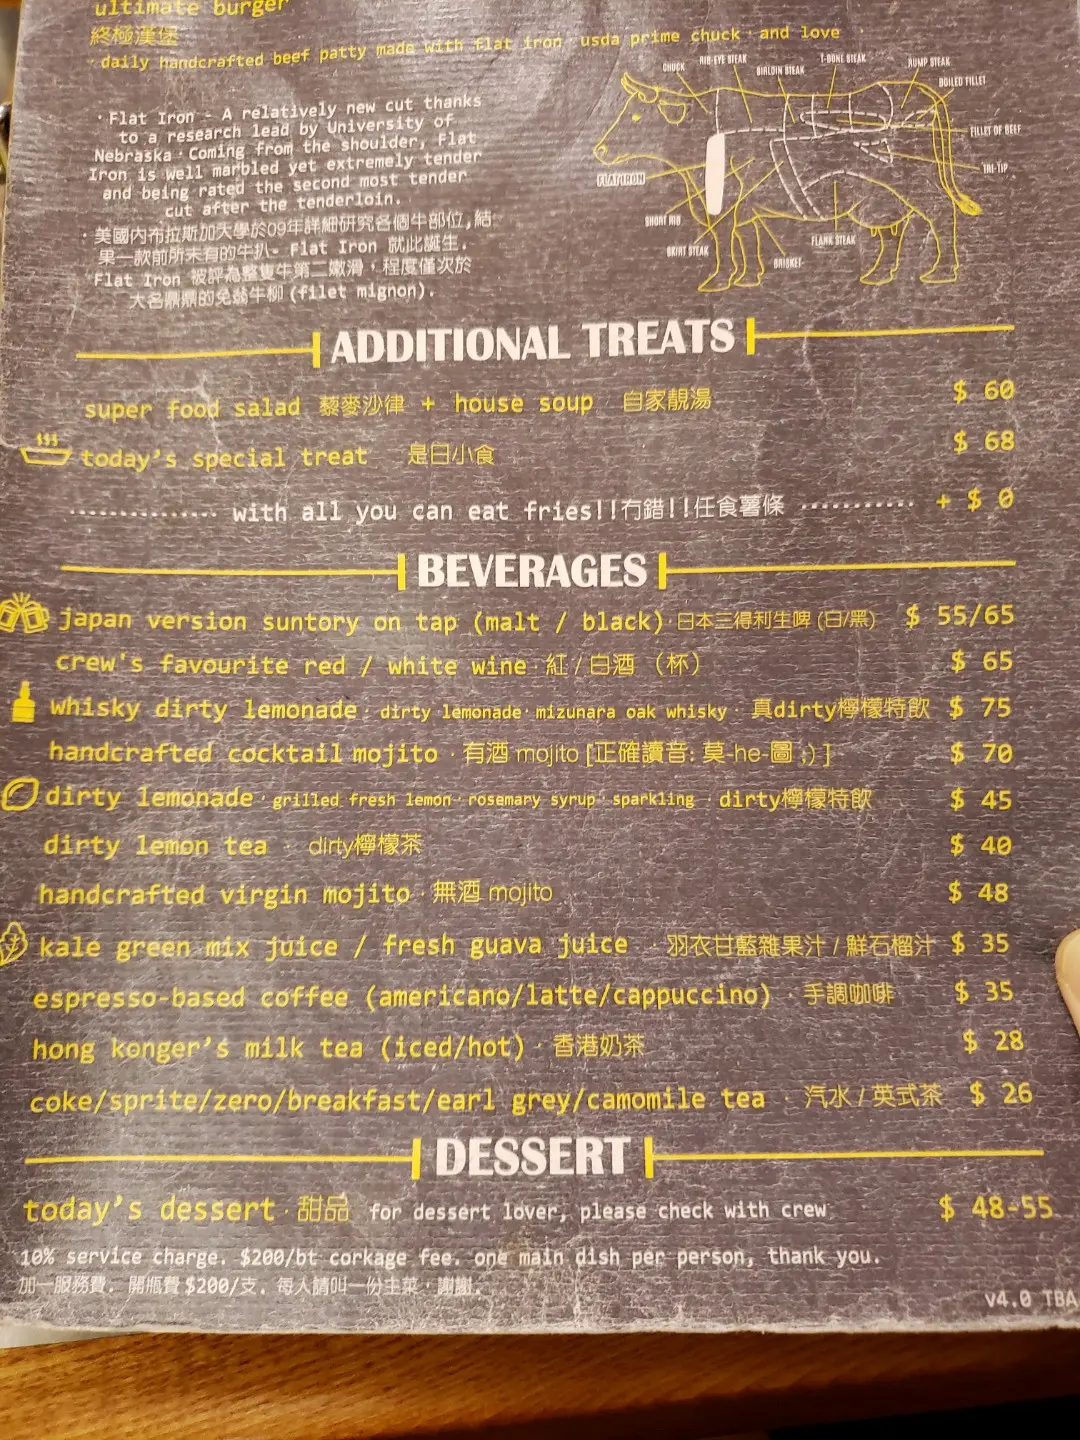 ultimate burger
終極漢堡
· daily handcrafted beef patty made with flat iron · usda prime chuck · and love
· Flat Iron - A relatively new cut thanks
to a research lead by University of
Nebraska · Coming from the shoulder, Flat
Iron is well marbled yet extremely tender
and being rated the second most tender
cut after the tenderloin.
· 美國內布拉斯加大學於09年詳細研究各個牛部位,結
果一款前所未有的牛扒- Flat Iron 就此誕生.
Flat Iron 被評為整隻牛第二嫩滑，程度僅次於
大名鼎鼎的免翁牛柳 (filet mignon).
CHUCK
RIB-EYE STEAK
SIRLOIN STEAK
T-BONE STEAK
RUMP STEAK
BOILED FILLET
FILLET OF BEEF
TRI-TIP
FLAT IRON
SHORT RIB
SKIRT STEAK
BRISKET
FLANK STEAK
ADDITIONAL TREATS
super food salad 藜麥沙律 + house soup 自家靚湯 $ 60
today's special treat 是日小食 $ 68
with all you can eat fries!!冇錯!!任食薯條 + $ 0
BEVERAGES
japan version suntory on tap (malt / black) 日本三得利生啤 (白/黑) $ 55/65
crew's favourite red / white wine · 紅 / 白酒 （杯） $ 65
whisky dirty lemonade · dirty lemonade · mizunara oak whisky · 真dirty檸檬特飲 $ 75
handcrafted cocktail mojito · 有酒 mojito [正確讀音: 莫-he-圖 ;) ] $ 70
dirty lemonade · grilled fresh lemon · rosemary syrup · sparkling · dirty檸檬特飲 $ 45
dirty lemon tea · dirty檸檬茶 $ 40
handcrafted virgin mojito · 無酒 mojito $ 48
kale green mix juice / fresh guava juice · 羽衣甘藍雜果汁 / 鮮石榴汁 $ 35
espresso-based coffee (americano/latte/cappuccino) · 手調咖啡 $ 35
hong konger's milk tea (iced/hot) · 香港奶茶 $ 28
coke/sprite/zero/breakfast/earl grey/camomile tea · 汽水 / 英式茶 $ 26
DESSERT
today's dessert · 甜品 for dessert lover, please check with crew $ 48-55
10% service charge. $200/bt corkage fee. one main dish per person, thank you.
加一服務費. 開瓶費 $200/支. 每人請叫一份主菜，謝謝.
v4.0 TBA